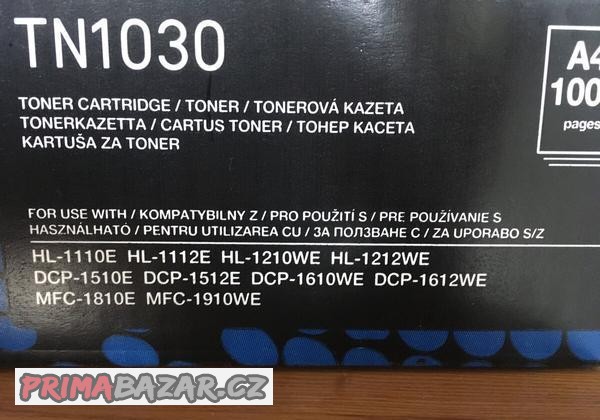 TN1030
A4
100
pages
TONER CARTRIDGE / TONER / TONEROVÁ KAZETA
TONERKAZETTA / CARTUS TONER / ТОНЕР КАСЕТА
KARTUŠA ZA TONER
FOR USE WITH / KOMPATYBILNY Z / PRO POUŽITÍ S / PRE POUŽÍVANIE S
HASZNÁLHATÓ / PENTRU UTILIZAREA CU / ЗА ПОЛЗВАНЕ С / ZA UPORABO S/Z
HL-1110E HL-1112E HL-1210WE HL-1212WE
DCP-1510E DCP-1512E DCP-1610WE DCP-1612WE
MFC-1810E MFC-1910WE
PRIMABAZAR.CZ